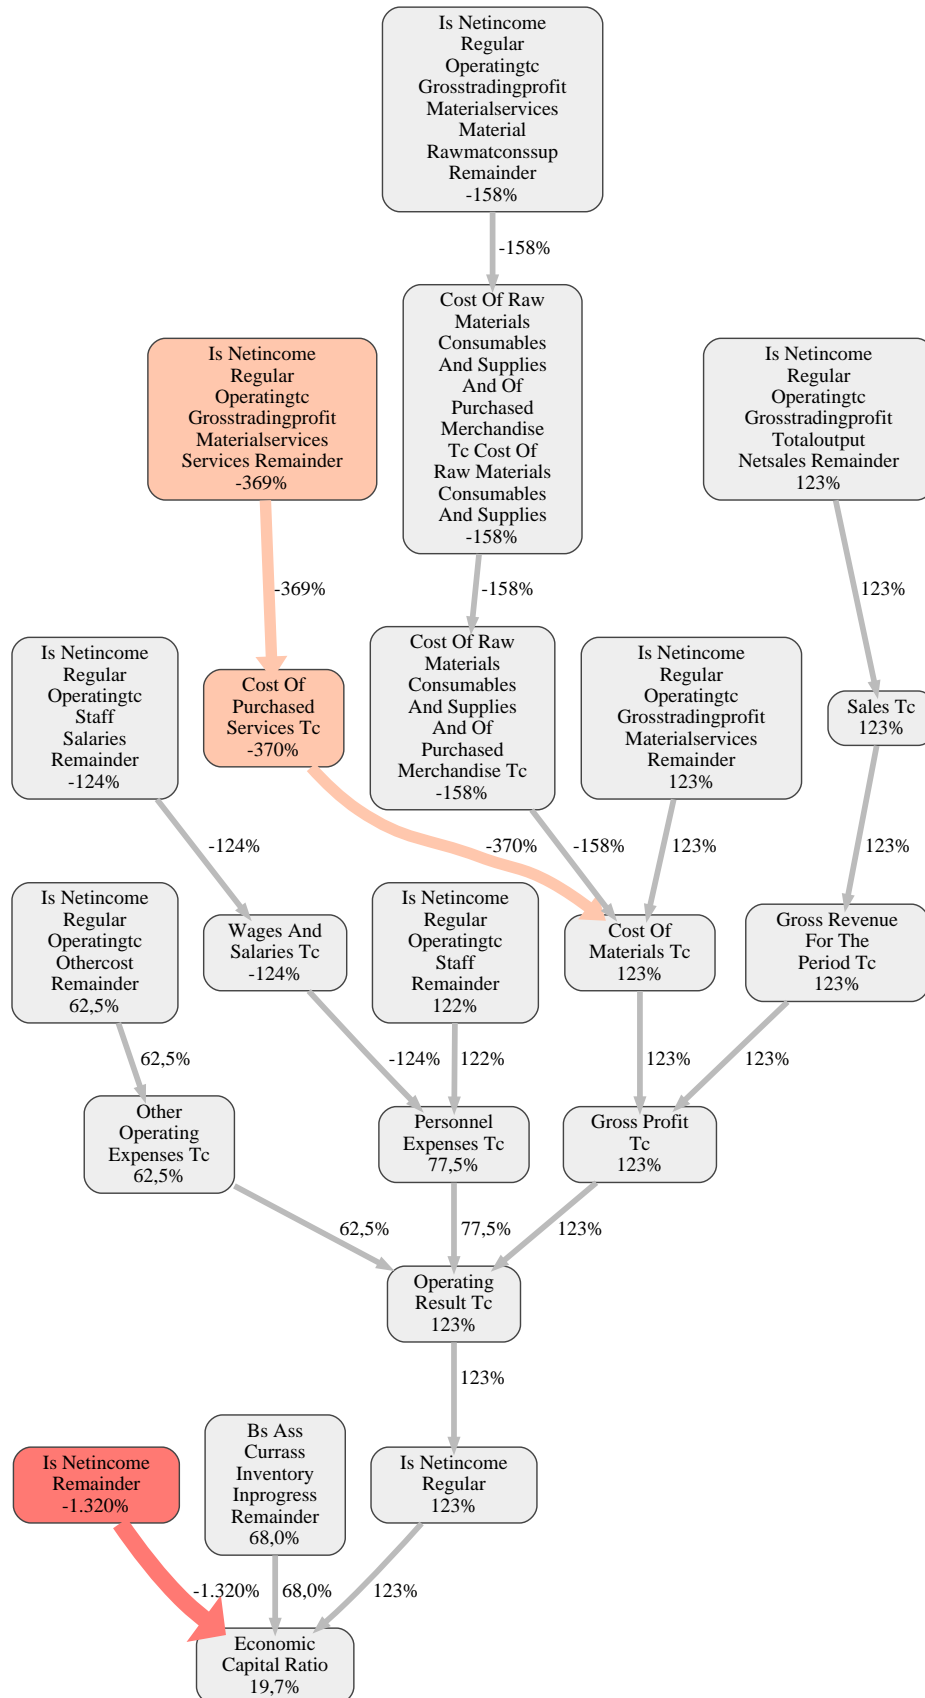 Is Netincome
Regular
Operatingtc
Grosstradingprofit
Materialservices
Material
Rawmatconssup
Remainder
-158%
-158%
Cost Of Raw
Materials
Consumables
And Supplies
And Of
Purchased
Merchandise
Tc Cost Of
Raw Materials
Consumables
And Supplies
-158%
Is Netincome
Regular
Operatingtc
Grosstradingprofit
Materialservices
Services Remainder
-369%
Is Netincome
Regular
Operatingtc
Grosstradingprofit
Totaloutput
Netsales Remainder
123%
-369%
-158%
123%
Is Netincome
Regular
Operatingtc
Staff
Salaries
Remainder
-124%
Cost Of
Purchased
Services Tc
-370%
Cost Of Raw
Materials
Consumables
And Supplies
And Of
Purchased
Merchandise Tc
-158%
Is Netincome
Regular
Operatingtc
Grosstradingprofit
Materialservices
Remainder
123%
Sales Tc
123%
-124%
-370%
-158%
123%
123%
Is Netincome
Regular
Operatingtc
Othercost
Remainder
62,5%
Wages And
Salaries Tc
-124%
Is Netincome
Regular
Operatingtc
Staff
Remainder
122%
Cost Of
Materials Tc
123%
Gross Revenue
For The
Period Tc
123%
62,5%
-124%
122%
123%
123%
Other
Operating
Expenses Tc
62,5%
Personnel
Expenses Tc
77,5%
Gross Profit
Tc
123%
62,5%
77,5%
123%
Operating
Result Tc
123%
123%
Is Netincome
Remainder
-1.320%
Bs Ass
Currass
Inventory
Inprogress
Remainder
68,0%
Is Netincome
Regular
123%
-1.320%
68,0%
123%
Economic
Capital Ratio
19,7%